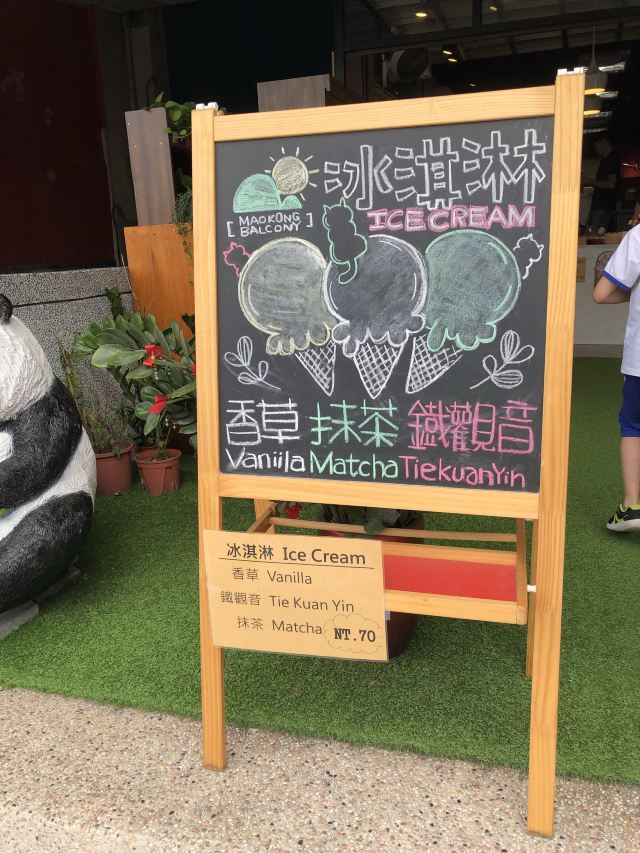 冰淇淋
[ MAOKONG ]
BALCONY
ICE CREAM
香草 抹茶 鐵觀音
Vaniila Matcha TiekuanYin
冰淇淋 Ice Cream
香草 Vanilla
鐵觀音 Tie Kuan Yin
抹茶 Matcha
NT.70